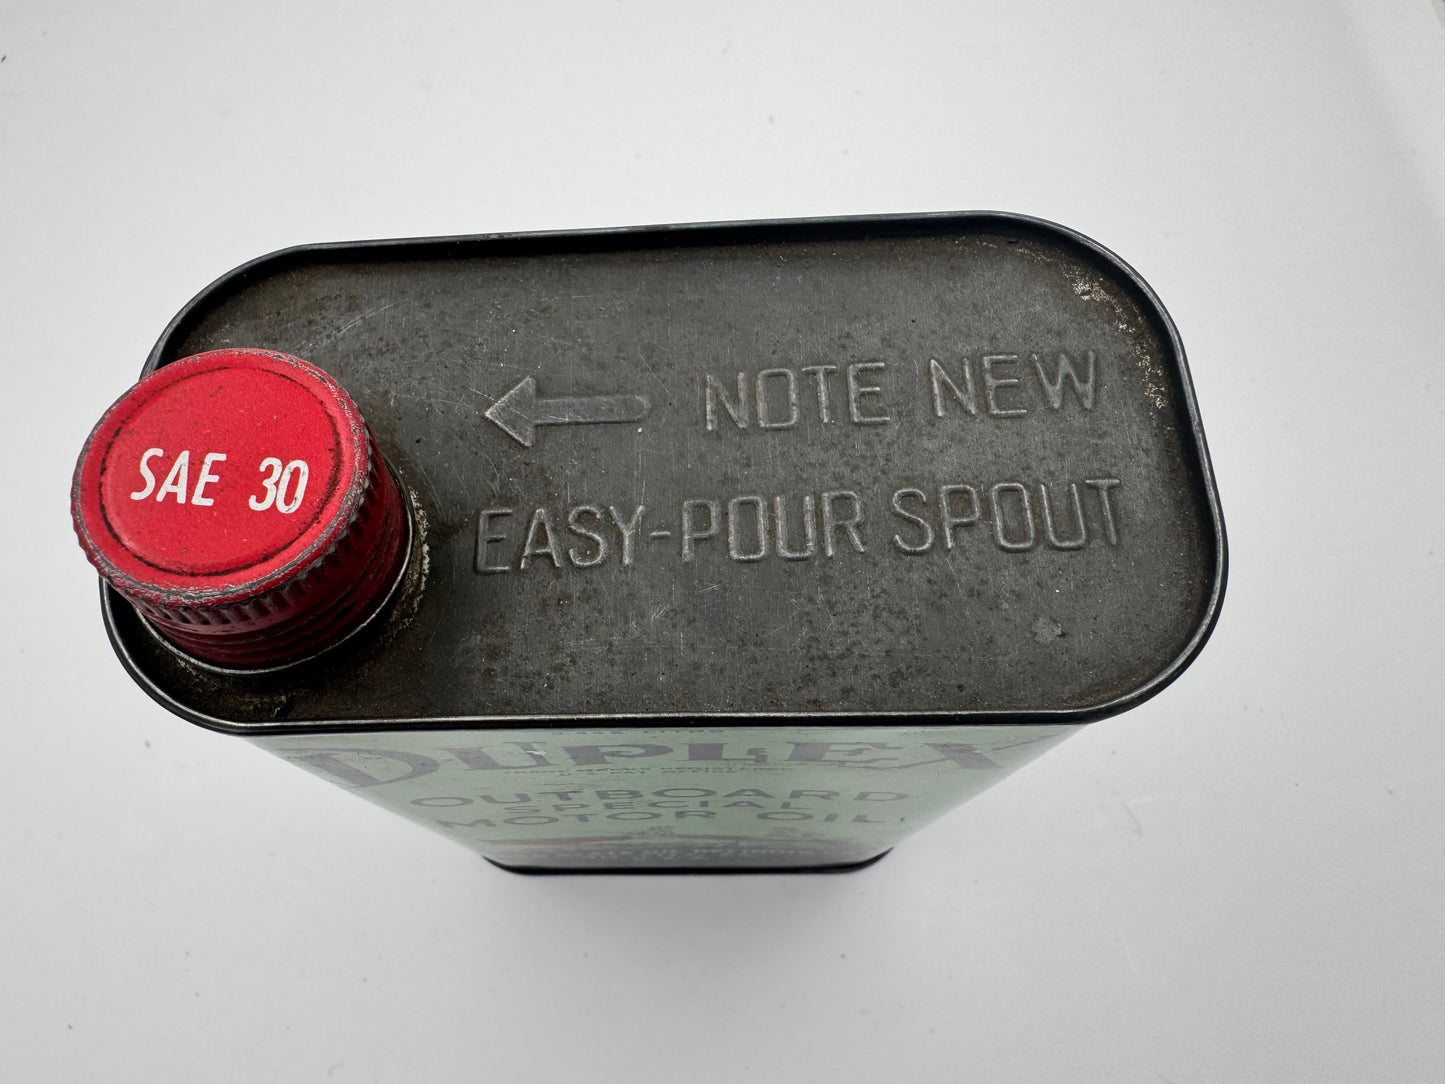 SAE 30
NOTE NEW
EASY-POUR SPOUT
DUPLEX
OUTBOARD
SPECIAL
MOTOR OIL